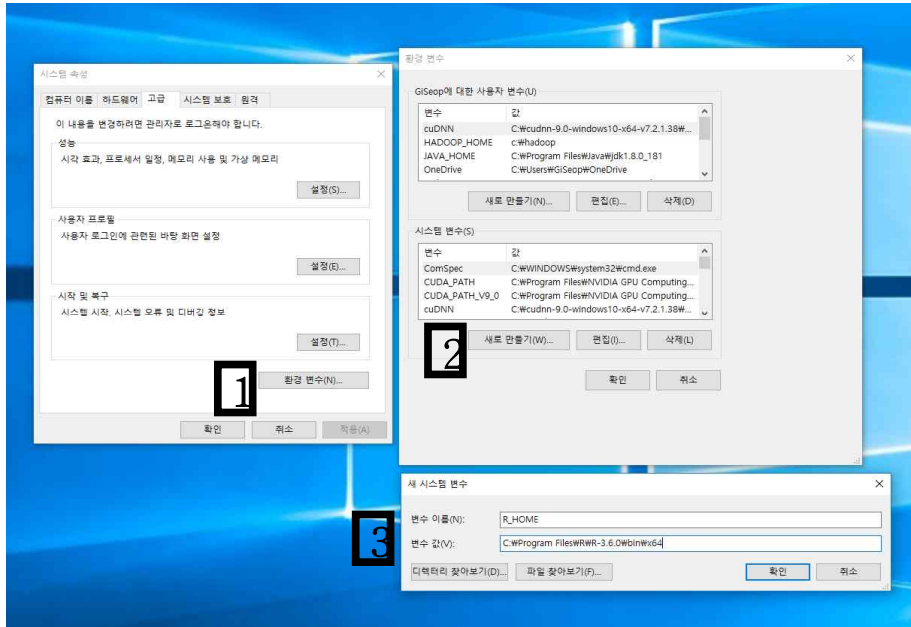 시스템 속성
컴퓨터 이름 하드웨어 고급 시스템 보호 원격
이 내용을 변경하려면 관리자로 로그온해야 합니다.
성능
시각 효과, 프로세서 일정, 메모리 사용 및 가상 메모리
설정(S)...
사용자 프로필
사용자 로그인에 관련된 바탕 화면 설정
설정(E)...
시작 및 복구
시스템 시작, 시스템 오류 및 디버깅 정보
설정(T)...
1
환경 변수(N)...
확인 취소 적용(A)
환경 변수
GiSeop에 대한 사용자 변수(U)
변수 값
cuDNN C:₩cudnn-9.0-windows10-x64-v7.2.1.38₩...
HADOOP_HOME c:₩hadoop
JAVA_HOME C:₩Program Files₩Java₩jdk1.8.0_181
OneDrive C:₩Users₩GiSeop₩OneDrive
새로 만들기(N)... 편집(E)... 삭제(D)
시스템 변수(S)
변수 값
ComSpec C:₩WINDOWS₩system32₩cmd.exe
CUDA_PATH C:₩Program Files₩NVIDIA GPU Computing...
CUDA_PATH_V9_0 C:₩Program Files₩NVIDIA GPU Computing...
cuDNN C:₩cudnn-9.0-windows10-x64-v7.2.1.38₩...
2
새로 만들기(W)... 편집(I)... 삭제(L)
확인 취소
새 시스템 변수
변수 이름(N): R_HOME
3
변수 값(V): C:₩Program Files₩R₩R-3.6.0₩bin₩x64
디렉터리 찾아보기(D)... 파일 찾아보기(F)... 확인 취소